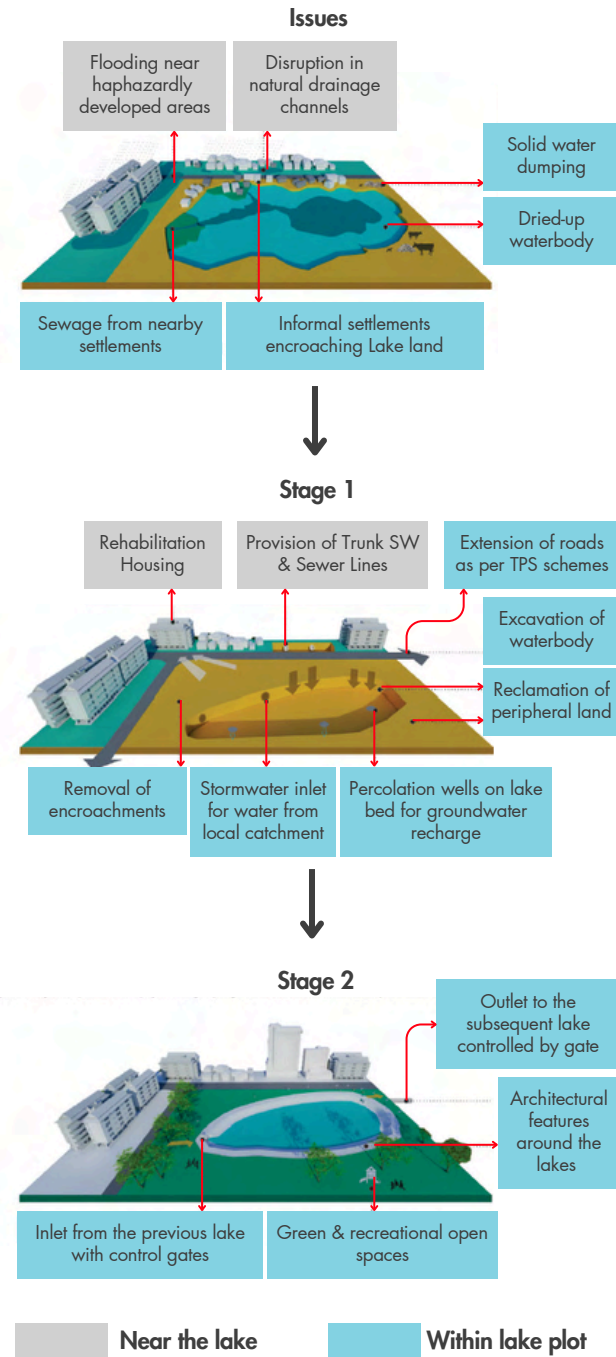 Issues
Flooding near
haphazardly
developed areas
Disruption in
natural drainage
channels
Solid water
dumping
Dried-up
waterbody
Sewage from nearby
settlements
Informal settlements
encroaching Lake land
Stage 1
Rehabilitation
Housing
Provision of Trunk SW
& Sewer Lines
Extension of roads
as per TPS schemes
Excavation of
waterbody
Reclamation of
peripheral land
Removal of
encroachments
Stormwater inlet
for water from
local catchment
Percolation wells on lake
bed for groundwater
recharge
Stage 2
Outlet to the
subsequent lake
controlled by gate
Architectural
features
around the
lakes
Inlet from the previous lake
with control gates
Green & recreational open
spaces
Near the lake
Within lake plot